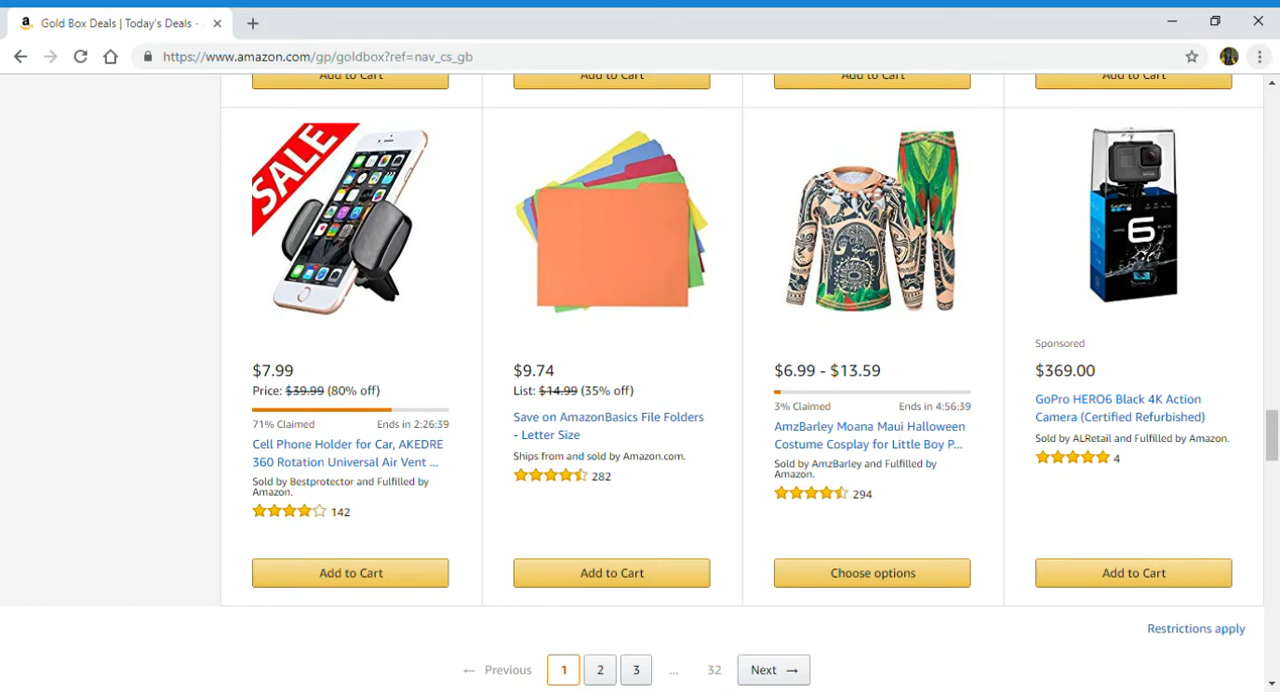 Gold Box Deals | Today's Deals -
https://www.amazon.com/gp/goldbox?ref=nav_cs_gb
Add to Cart
Add to Cart
Add to Cart
Add to Cart
SALE
$7.99
Price: $39.99 (80% off)
71% Claimed Ends in 2:26:39
Cell Phone Holder for Car, AKEDRE
360 Rotation Universal Air Vent ...
Sold by Bestprotector and Fulfilled by
Amazon.
142
Add to Cart
$9.74
List: $14.99 (35% off)
Save on AmazonBasics File Folders
- Letter Size
Ships from and sold by Amazon.com.
282
Add to Cart
$6.99 - $13.59
3% Claimed Ends in 4:56:39
AmzBarley Moana Maui Halloween
Costume Cosplay for Little Boy P...
Sold by AmzBarley and Fulfilled by
Amazon.
294
Choose options
GoPro
HERO 6 BLACK
Sponsored
$369.00
GoPro HERO6 Black 4K Action
Camera (Certified Refurbished)
Sold by ALRetail and Fulfilled by Amazon.
4
Add to Cart
Restrictions apply
← Previous 1 2 3 ... 32 Next →